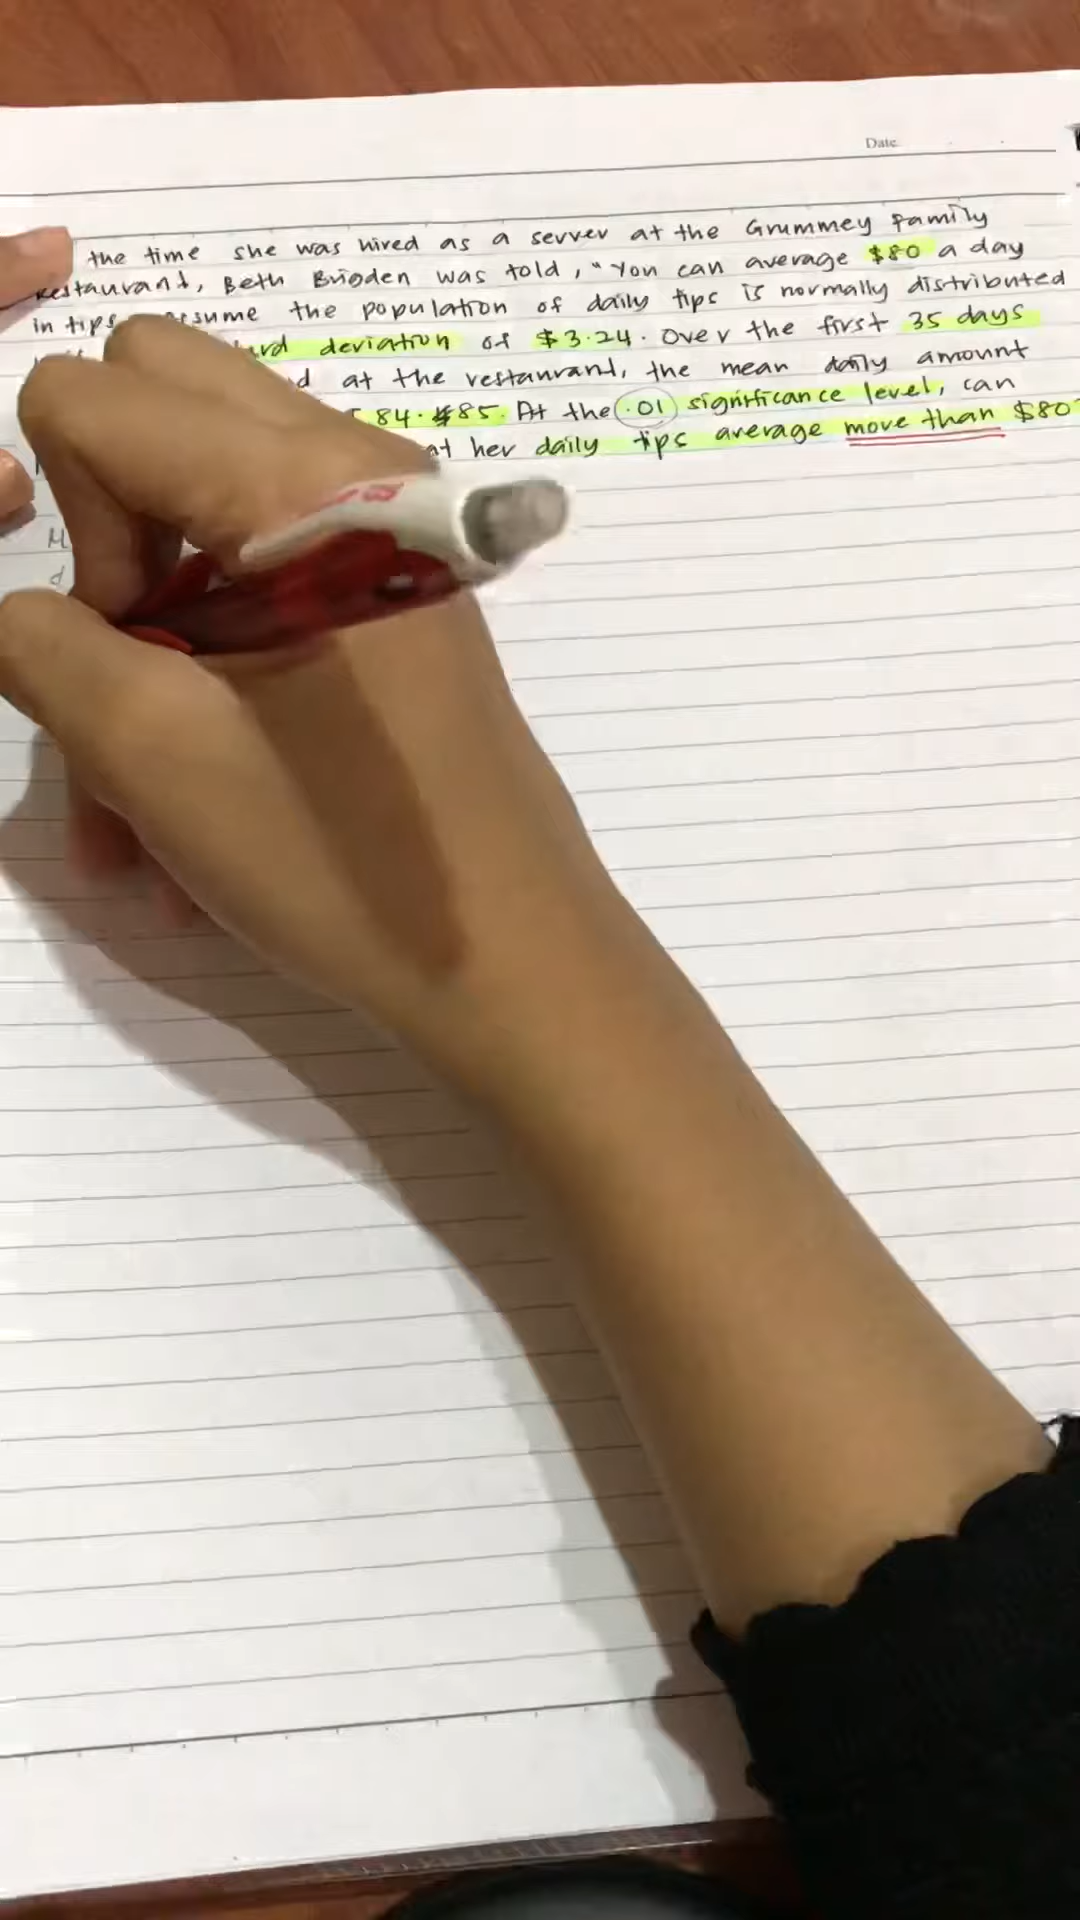 Date
the time she was hired as a server at the Grummey Family
Restaurant, Beth Brigden was told, "You can average $80 a day
in tips. Assume the population of daily tips is normally distributed
deviation of $3.24. Over the first 35 days
at the restaurant, the mean daily amount
84.85. At the .01 significance level, can
her daily tips average more than $80?